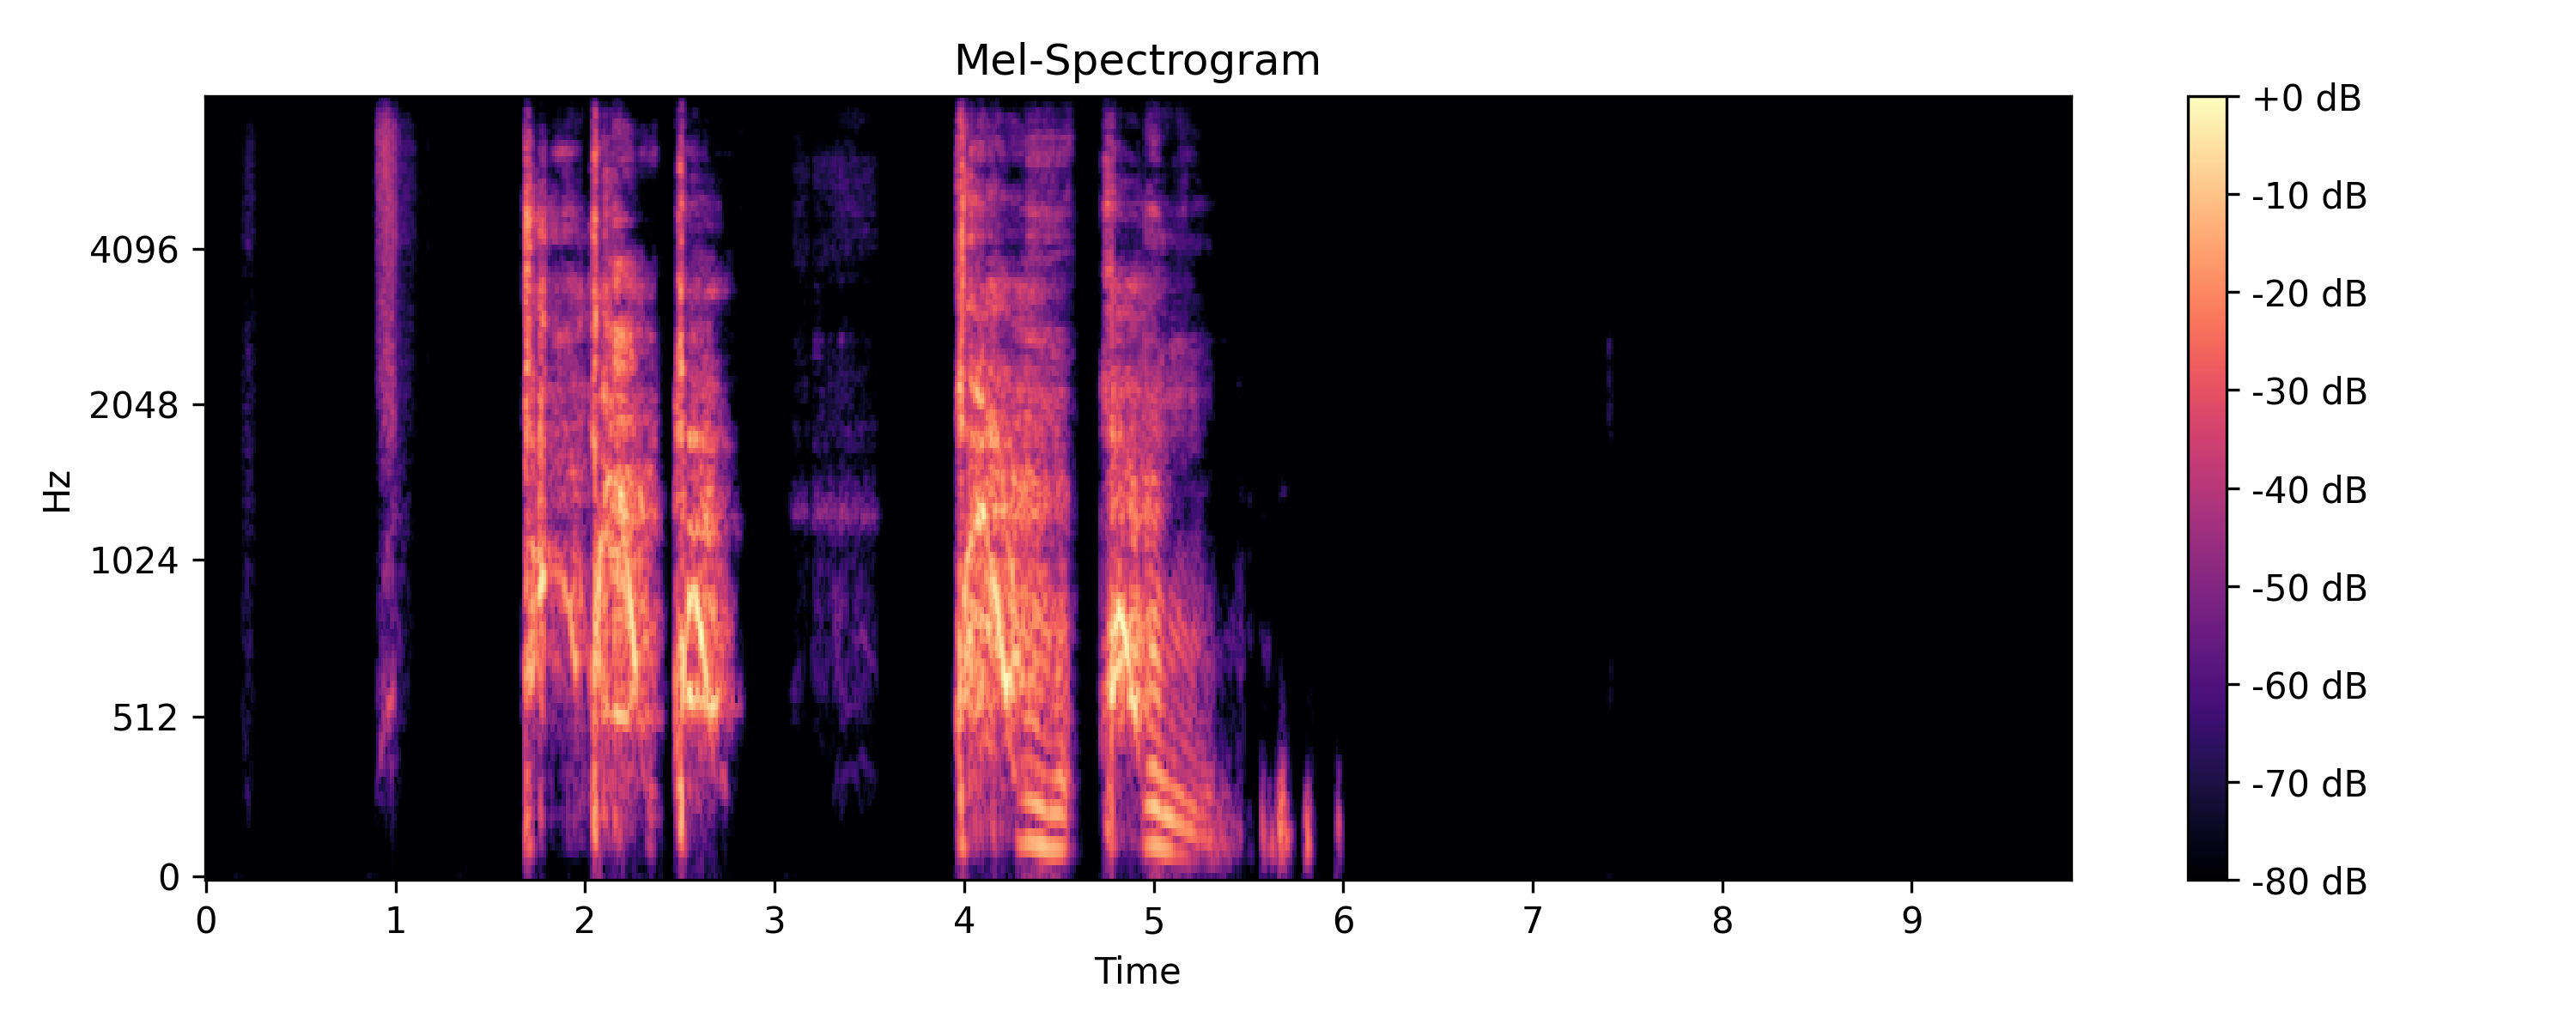 Mel-Spectrogram
+0 dB
-10 dB
-20 dB
-30 dB
-40 dB
-50 dB
-60 dB
-70 dB
-80 dB
Hz
4096
2048
1024
512
0
0 1 2 3 4 5 6 7 8 9
Time